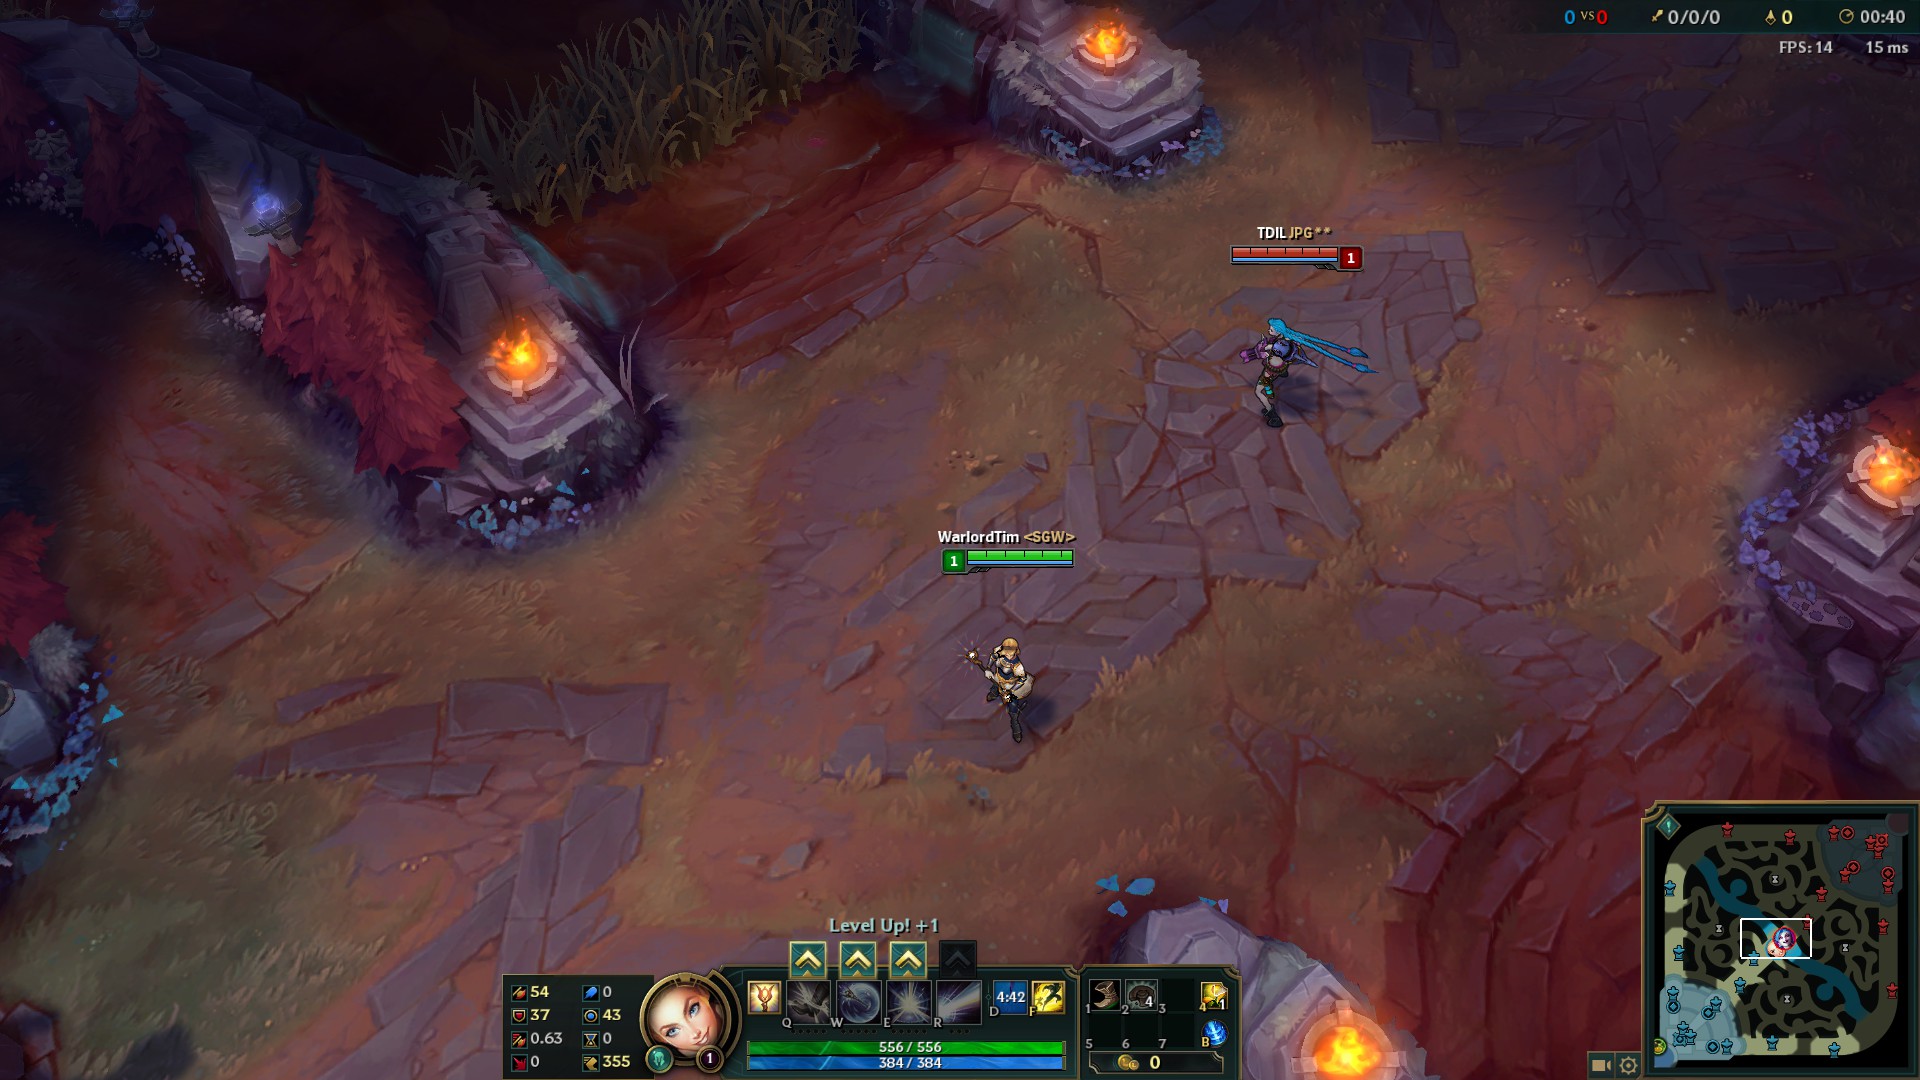 0 vs 0 0/0/0 0 00:40
FPS: 14 15 ms
TDIL JPG**
1
WarlordTim <SGW>
1
Level Up! +1
54 0
37 43
0.63 0
0 355
1
Q W E R
4:42
D F
1 2 4 3 4 1
5 6 7 B
556 / 556
384 / 384
0